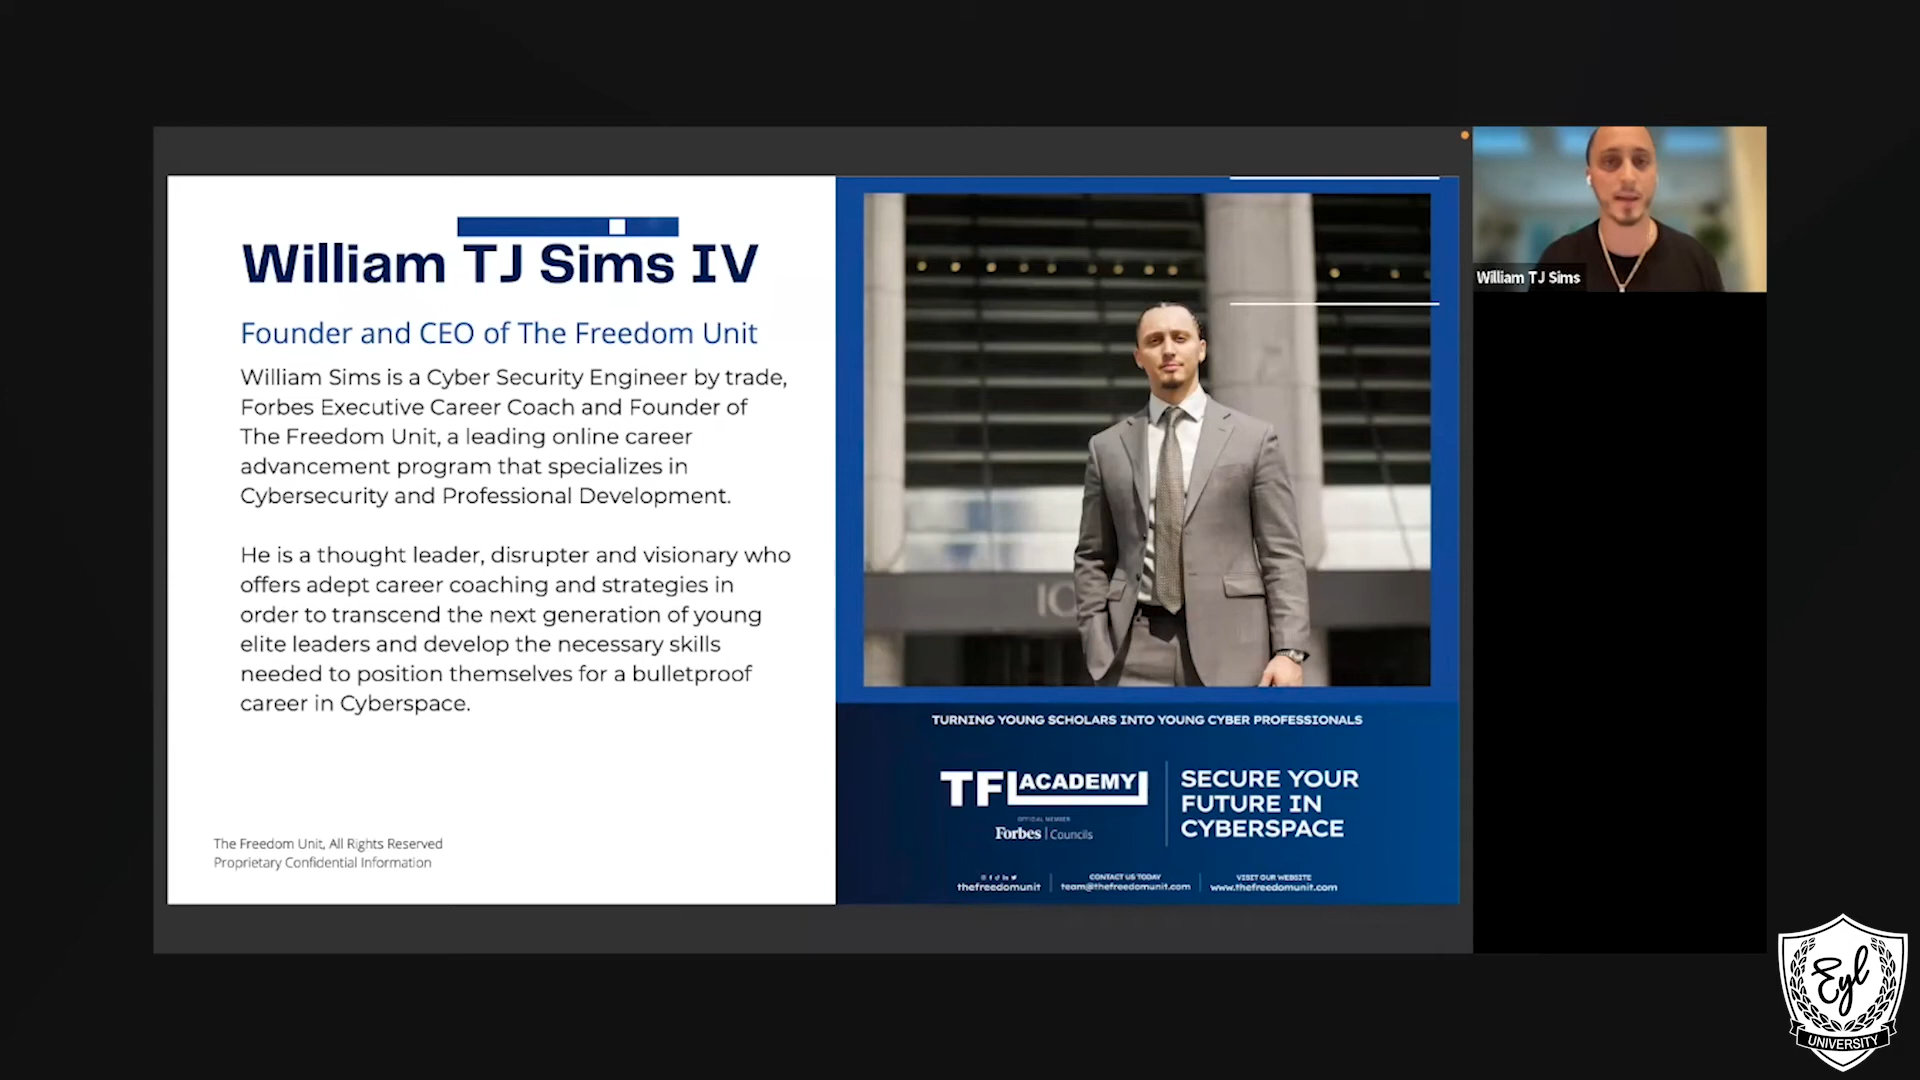 William TJ Sims IV
Founder and CEO of The Freedom Unit
William Sims is a Cyber Security Engineer by trade,
Forbes Executive Career Coach and Founder of
The Freedom Unit, a leading online career
advancement program that specializes in
Cybersecurity and Professional Development.
He is a thought leader, disrupter and visionary who
offers adept career coaching and strategies in
order to transcend the next generation of young
elite leaders and develop the necessary skills
needed to position themselves for a bulletproof
career in Cyberspace.
The Freedom Unit, All Rights Reserved
Proprietary Confidential Information
TURNING YOUNG SCHOLARS INTO YOUNG CYBER PROFESSIONALS
TFU ACADEMY
OFFICIAL MEMBER
Forbes | Councils
SECURE YOUR
FUTURE IN
CYBERSPACE
thefreedomunit
CONTACT US TODAY
team@thefreedomunit.com
VISIT OUR WEBSITE
www.thefreedomunit.com
William TJ Sims
Eyl
UNIVERSITY